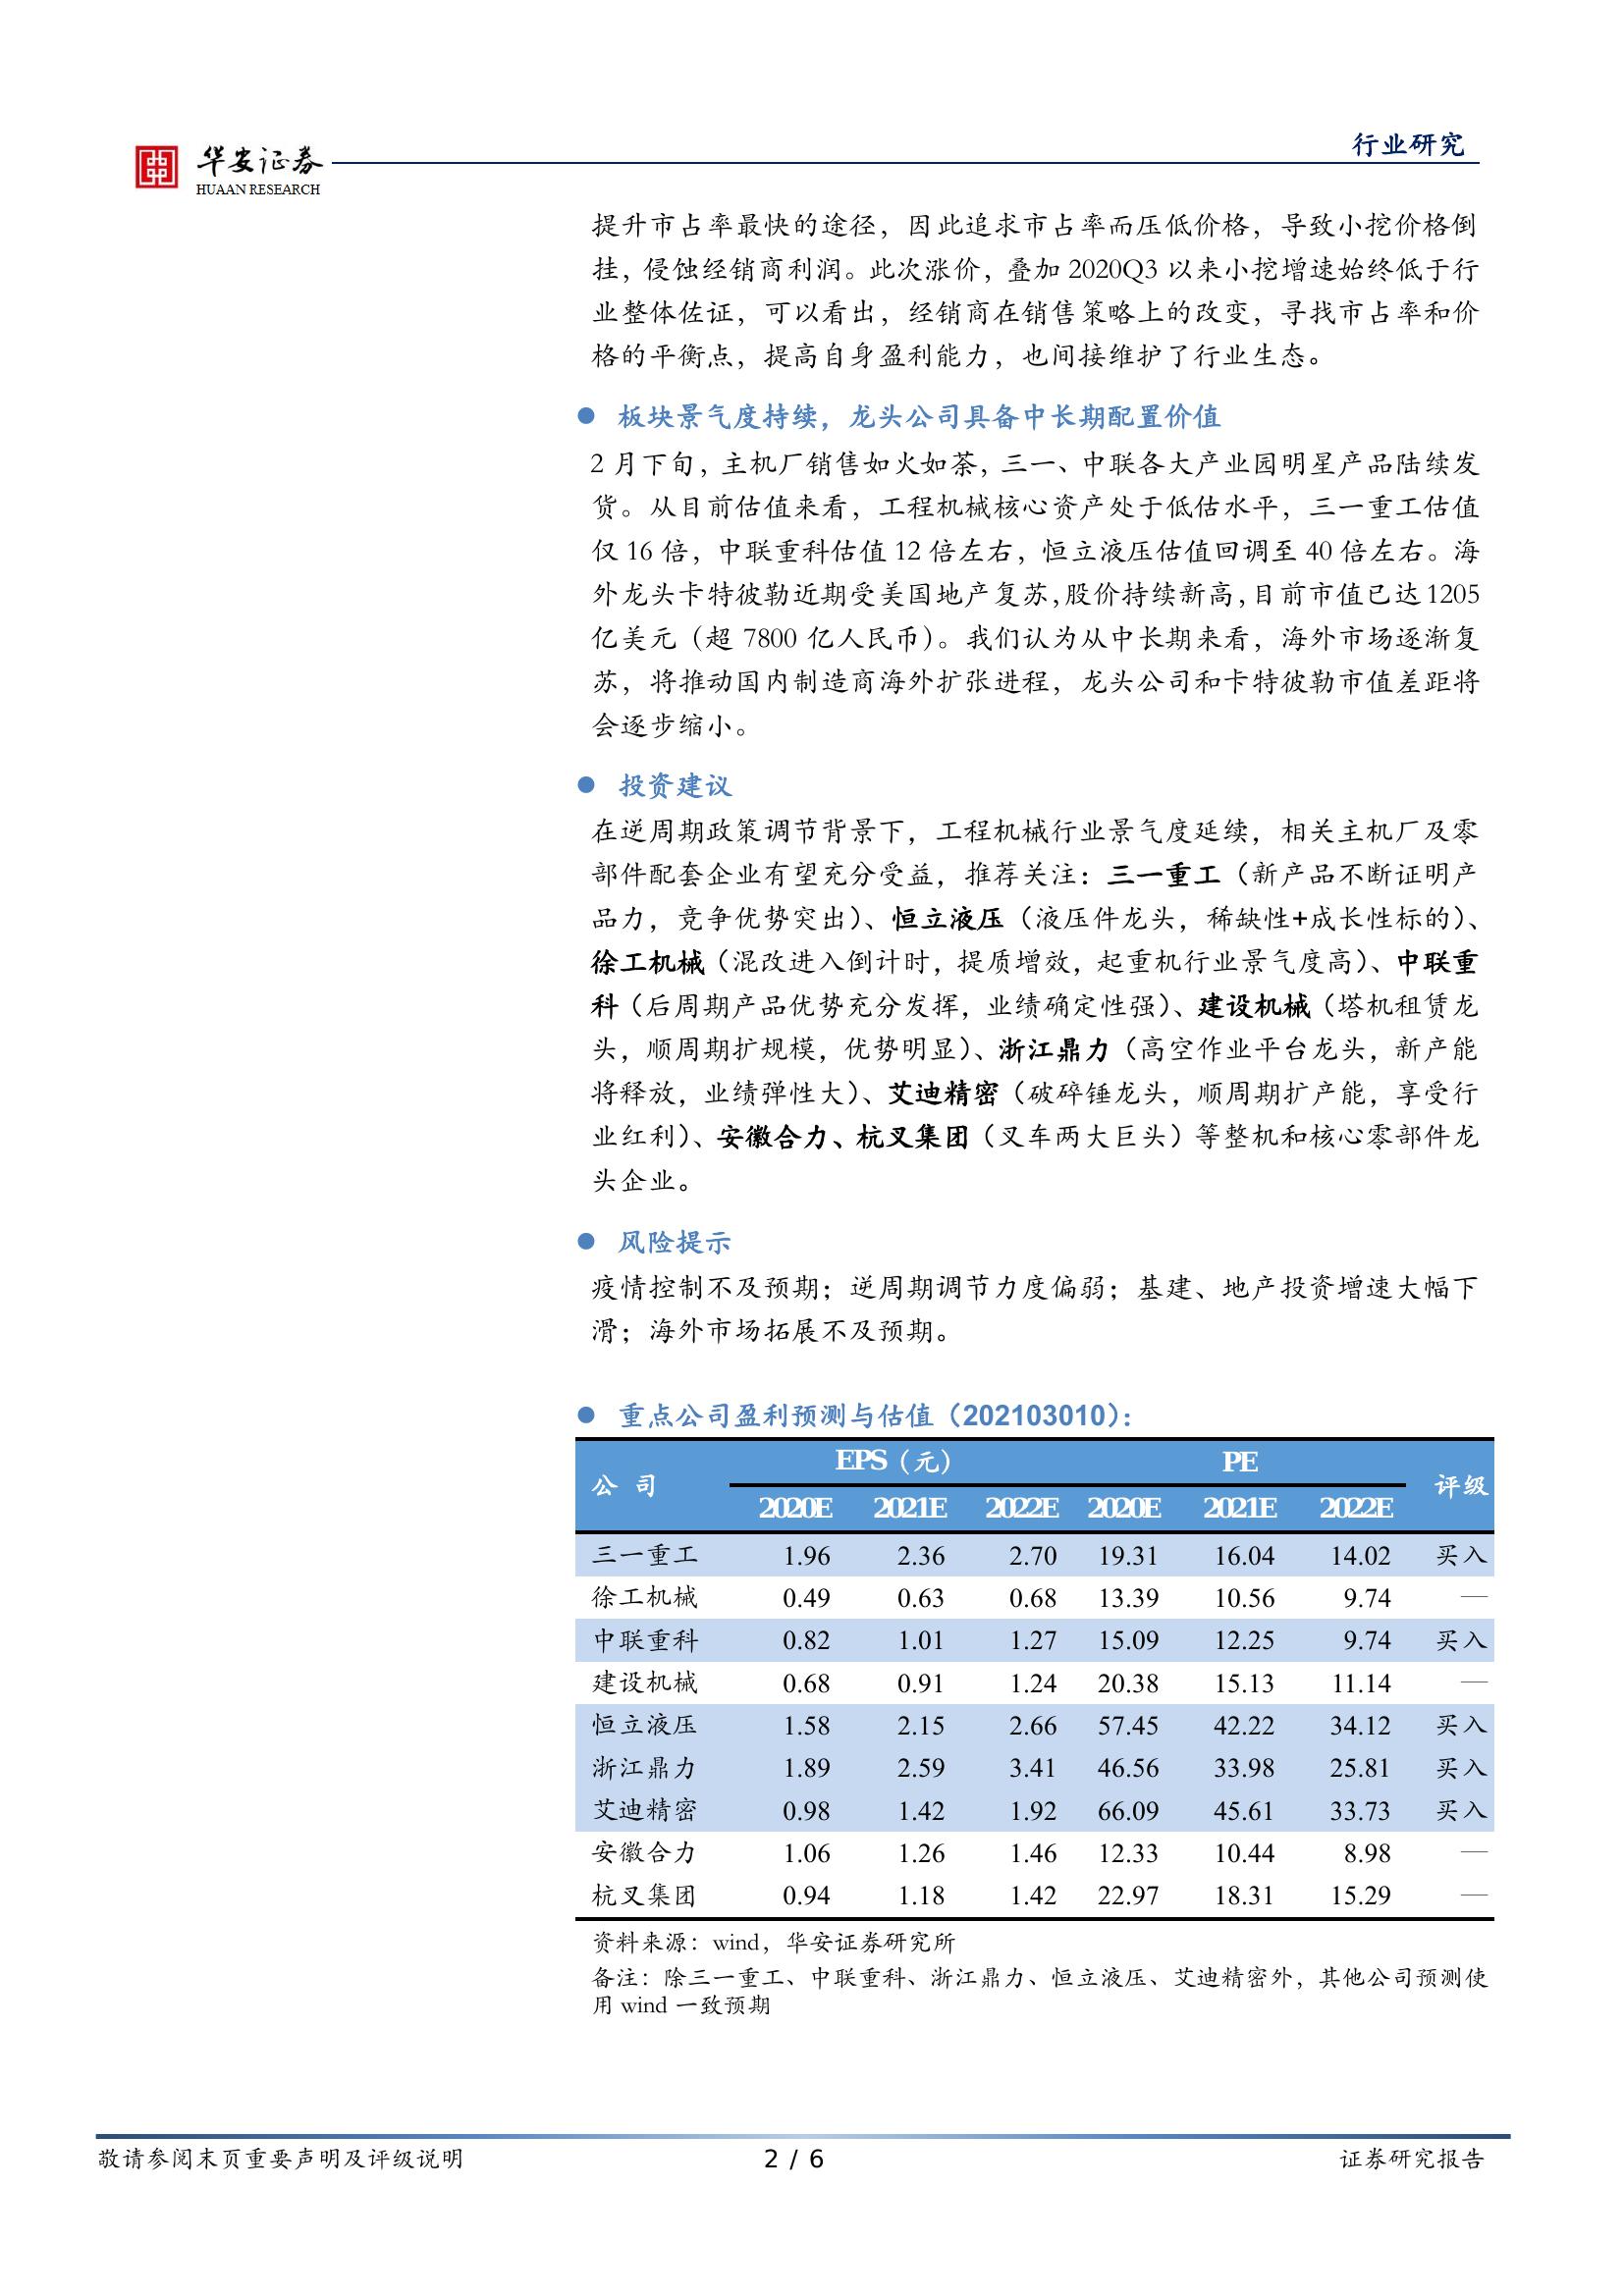 华安证券
HUAAN RESEARCH
行业研究
提升市占率最快的途径，因此追求市占率而压低价格，导致小挖价格倒
挂，侵蚀经销商利润。此次涨价，叠加 2020Q3 以来小挖增速始终低于行
业整体佐证，可以看出，经销商在销售策略上的改变，寻找市占率和价
格的平衡点，提高自身盈利能力，也间接维护了行业生态。
● 板块景气度持续，龙头公司具备中长期配置价值
2 月下旬，主机厂销售如火如荼，三一、中联各大产业园明星产品陆续发
货。从目前估值来看，工程机械核心资产处于低估水平，三一重工估值
仅 16 倍，中联重科估值 12 倍左右，恒立液压估值回调至 40 倍左右。海
外龙头卡特彼勒近期受美国地产复苏，股价持续新高，目前市值已达 1205
亿美元（超 7800 亿人民币）。我们认为从中长期来看，海外市场逐渐复
苏，将推动国内制造商海外扩张进程，龙头公司和卡特彼勒市值差距将
会逐步缩小。
● 投资建议
在逆周期政策调节背景下，工程机械行业景气度延续，相关主机厂及零
部件配套企业有望充分受益，推荐关注：三一重工（新产品不断证明产
品力，竞争优势突出）、恒立液压（液压件龙头，稀缺性+成长性标的）、
徐工机械（混改进入倒计时，提质增效，起重机行业景气度高）、中联重
科（后周期产品优势充分发挥，业绩确定性强）、建设机械（塔机租赁龙
头，顺周期扩规模，优势明显）、浙江鼎力（高空作业平台龙头，新产能
将释放，业绩弹性大）、艾迪精密（破碎锤龙头，顺周期扩产能，享受行
业红利）、安徽合力、杭叉集团（叉车两大巨头）等整机和核心零部件龙
头企业。
● 风险提示
疫情控制不及预期；逆周期调节力度偏弱；基建、地产投资增速大幅下
滑；海外市场拓展不及预期。
● 重点公司盈利预测与估值（202103010）：
公 司 EPS（元） PE 评级
2020E 2021E 2022E 2020E 2021E 2022E
三一重工 1.96 2.36 2.70 19.31 16.04 14.02 买入
徐工机械 0.49 0.63 0.68 13.39 10.56 9.74 —
中联重科 0.82 1.01 1.27 15.09 12.25 9.74 买入
建设机械 0.68 0.91 1.24 20.38 15.13 11.14 —
恒立液压 1.58 2.15 2.66 57.45 42.22 34.12 买入
浙江鼎力 1.89 2.59 3.41 46.56 33.98 25.81 买入
艾迪精密 0.98 1.42 1.92 66.09 45.61 33.73 买入
安徽合力 1.06 1.26 1.46 12.33 10.44 8.98 —
杭叉集团 0.94 1.18 1.42 22.97 18.31 15.29 —
资料来源：wind，华安证券研究所
备注：除三一重工、中联重科、浙江鼎力、恒立液压、艾迪精密外，其他公司预测使
用 wind 一致预期
敬请参阅末页重要声明及评级说明 2 / 6 证券研究报告